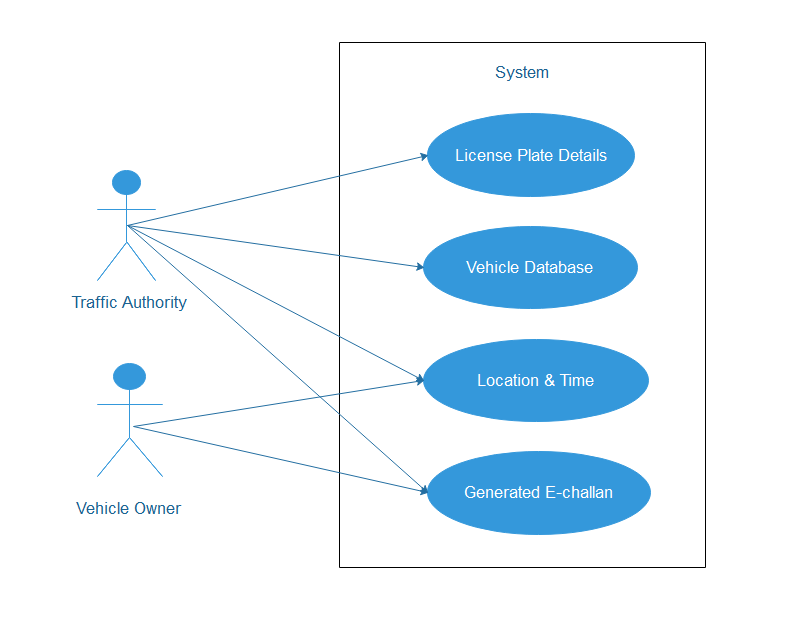 System
License Plate Details
Vehicle Database
Traffic Authority
Location & Time
Generated E-challan
Vehicle Owner